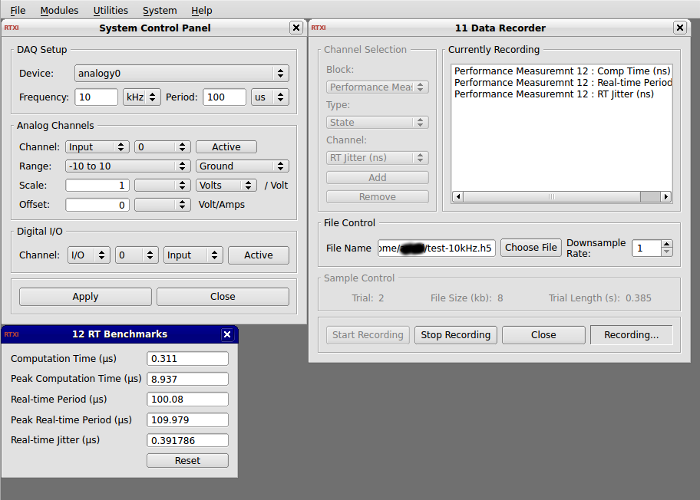 File Modules Utilities System Help
RTXI System Control Panel
DAQ Setup
Device: analogy0
Frequency: 10 kHz Period: 100 us
Analog Channels
Channel: Input 0 Active
Range: -10 to 10 Ground
Scale: 1 Volts / Volt
Offset: 0 Volt/Amps
Digital I/O
Channel: I/O 0 Input Active
Apply Close
RTXI 12 RT Benchmarks
Computation Time (µs) 0.311
Peak Computation Time (µs) 8.937
Real-time Period (µs) 100.08
Peak Real-time Period (µs) 109.979
Real-time Jitter (µs) 0.391786
Reset
RTXI 11 Data Recorder
Channel Selection
Block:
Performance Meas
Type:
State
Channel:
RT Jitter (ns)
Add
Remove
Currently Recording
Performance Measuremnt 12 : Comp Time (ns)
Performance Measuremnt 12 : Real-time Period
Performance Measuremnt 12 : RT Jitter (ns)
File Control
File Name ome/ /test-10kHz.h5 Choose File Downsample Rate: 1
Sample Control
Trial: 2 File Size (kb): 8 Trial Length (s): 0.385
Start Recording Stop Recording Close Recording...